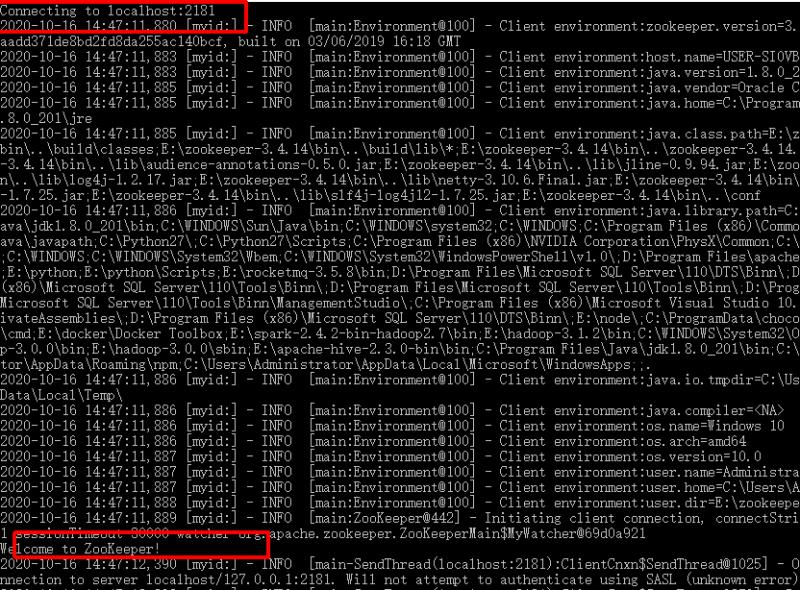 Connecting to localhost:2181
2020-10-16 14:47:11,880 [myid:] - INFO  [main:Environment@100] - Client environment:zookeeper.version=3.
aadd371de8bd2fd8da255ac140bcf, built on 03/06/2019 16:18 GMT
2020-10-16 14:47:11,883 [myid:] - INFO  [main:Environment@100] - Client environment:host.name=USER-SI0VB
2020-10-16 14:47:11,883 [myid:] - INFO  [main:Environment@100] - Client environment:java.version=1.8.0_2
2020-10-16 14:47:11,885 [myid:] - INFO  [main:Environment@100] - Client environment:java.vendor=Oracle C
2020-10-16 14:47:11,885 [myid:] - INFO  [main:Environment@100] - Client environment:java.home=C:\Program
.8.0_201\jre
2020-10-16 14:47:11,885 [myid:] - INFO  [main:Environment@100] - Client environment:java.class.path=E:\z
\bin\..\build\classes;E:\zookeeper-3.4.14\bin\..\build\lib\*;E:\zookeeper-3.4.14\bin\..\zookeeper-3.4.14
-3.4.14\bin\..\lib\audience-annotations-0.5.0.jar;E:\zookeeper-3.4.14\bin\..\lib\jline-0.9.94.jar;E:\zoo
n\..\lib\log4j-1.2.17.jar;E:\zookeeper-3.4.14\bin\..\lib\netty-3.10.6.Final.jar;E:\zookeeper-3.4.14\bin\
-1.7.25.jar;E:\zookeeper-3.4.14\bin\..\lib\slf4j-log4j12-1.7.25.jar;E:\zookeeper-3.4.14\bin\..\conf
2020-10-16 14:47:11,886 [myid:] - INFO  [main:Environment@100] - Client environment:java.library.path=C:
ava\jdk1.8.0_201\bin;C:\WINDOWS\Sun\Java\bin;C:\WINDOWS\system32;C:\WINDOWS;C:\Program Files (x86)\Commo
ava\javapath;C:\Python27\;C:\Python27\Scripts;C:\Program Files (x86)\NVIDIA Corporation\PhysX\Common;C:\
;C:\WINDOWS;C:\WINDOWS\System32\Wbem;C:\WINDOWS\System32\WindowsPowerShell\v1.0\;D:\Program Files\apache
;E:\python;E:\python\Scripts;E:\rocketmq-3.5.8\bin;D:\Program Files\Microsoft SQL Server\110\DTS\Binn\;D
(x86)\Microsoft SQL Server\110\Tools\Binn\;D:\Program Files\Microsoft SQL Server\110\Tools\Binn\;D:\Prog
Microsoft SQL Server\110\Tools\Binn\ManagementStudio\;C:\Program Files (x86)\Microsoft Visual Studio 10.
ivateAssemblies\;D:\Program Files (x86)\Microsoft SQL Server\110\DTS\Binn\;E:\node\;C:\ProgramData\choco
\cmd;E:\docker\Docker Toolbox;E:\spark-2.4.2-bin-hadoop2.7\bin;E:\hadoop-3.1.2\bin;C:\WINDOWS\System32\O
p-3.0.0\bin;E:\hadoop-3.0.0\sbin;E:\apache-hive-2.3.0-bin\bin;C:\Program Files\Java\jdk1.8.0_201\bin;C:\
tor\AppData\Roaming\npm;C:\Users\Administrator\AppData\Local\Microsoft\WindowsApps;;.
2020-10-16 14:47:11,886 [myid:] - INFO  [main:Environment@100] - Client environment:java.io.tmpdir=C:\Us
Data\Local\Temp\
2020-10-16 14:47:11,886 [myid:] - INFO  [main:Environment@100] - Client environment:java.compiler=<NA>
2020-10-16 14:47:11,886 [myid:] - INFO  [main:Environment@100] - Client environment:os.name=Windows 10
2020-10-16 14:47:11,886 [myid:] - INFO  [main:Environment@100] - Client environment:os.arch=amd64
2020-10-16 14:47:11,887 [myid:] - INFO  [main:Environment@100] - Client environment:os.version=10.0
2020-10-16 14:47:11,887 [myid:] - INFO  [main:Environment@100] - Client environment:user.name=Administra
2020-10-16 14:47:11,887 [myid:] - INFO  [main:Environment@100] - Client environment:user.home=C:\Users\A
2020-10-16 14:47:11,888 [myid:] - INFO  [main:Environment@100] - Client environment:user.dir=E:\zookeepe
2020-10-16 14:47:11,889 [myid:] - INFO  [main:ZooKeeper@442] - Initiating client connection, connectStri
1 sessionTimeout=30000 watcher=org.apache.zookeeper.ZooKeeperMain$MyWatcher@69d0a921
Welcome to ZooKeeper!
2020-10-16 14:47:12,390 [myid:] - INFO  [main-SendThread(localhost:2181):ClientCnxn$SendThread@1025] - O
nnection to server localhost/127.0.0.1:2181. Will not attempt to authenticate using SASL (unknown error)